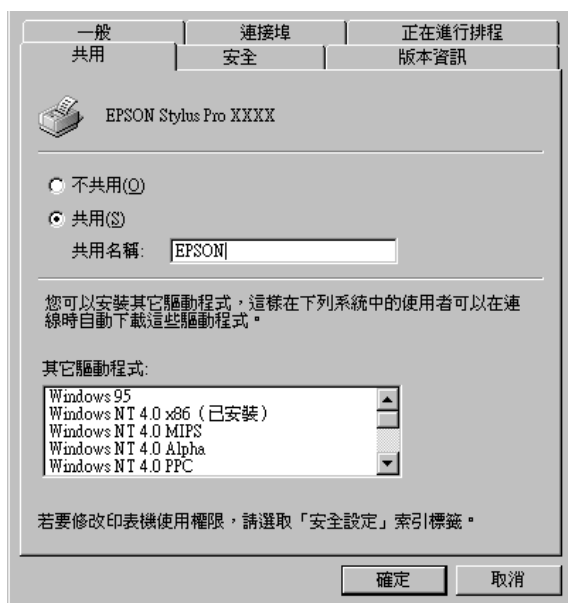 一般 連接埠 正在進行排程
共用 安全 版本資訊
EPSON Stylus Pro XXXX
不共用(O)
共用(S)
共用名稱: EPSON
您可以安裝其它驅動程式，這樣在下列系統中的使用者可以在連
線時自動下載這些驅動程式。
其它驅動程式:
Windows 95
Windows NT 4.0 x86（已安裝）
Windows NT 4.0 MIPS
Windows NT 4.0 Alpha
Windows NT 4.0 PPC
若要修改印表機使用權限，請選取「安全設定」索引標籤。
確定 取消